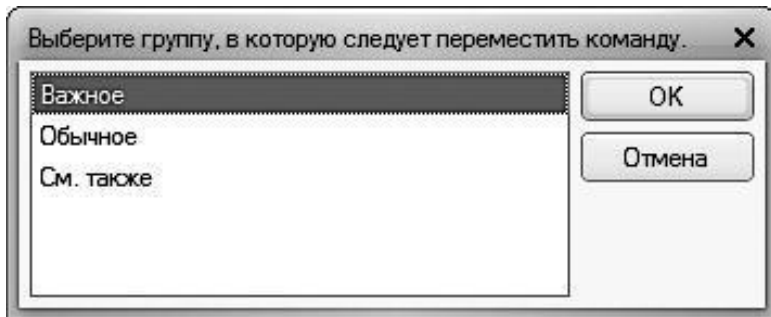 Выберите группу, в которую следует переместить команду.
Важное
Обычное
См. также
OK
Отмена